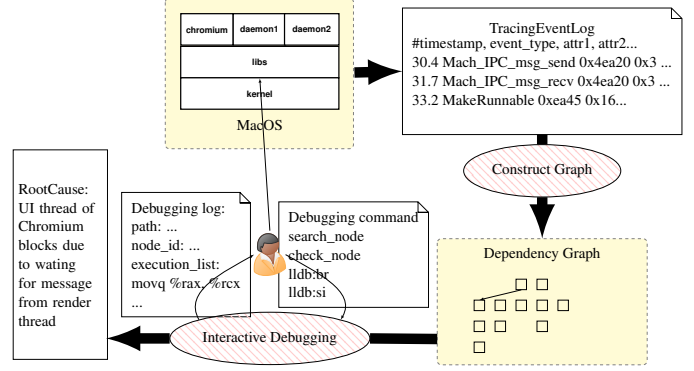 chromium daemon1 daemon2
libs
kernel
MacOS
TracingEventLog
#timestamp, event_type, attr1, attr2...
30.4 Mach_IPC_msg_send 0x4ea20 0x3 ...
31.7 Mach_IPC_msg_recv 0x4ea20 0x3 ...
33.2 MakeRunnable 0xea45 0x16...
Construct Graph
Dependency Graph
Debugging command
search_node
check_node
lldb:br
lldb:si
Debugging log:
path: ...
node_id: ...
execution_list:
movq %rax, %rcx
...
Interactive Debugging
RootCause:
UI thread of
Chromium
blocks due
to wating
for message
from render
thread